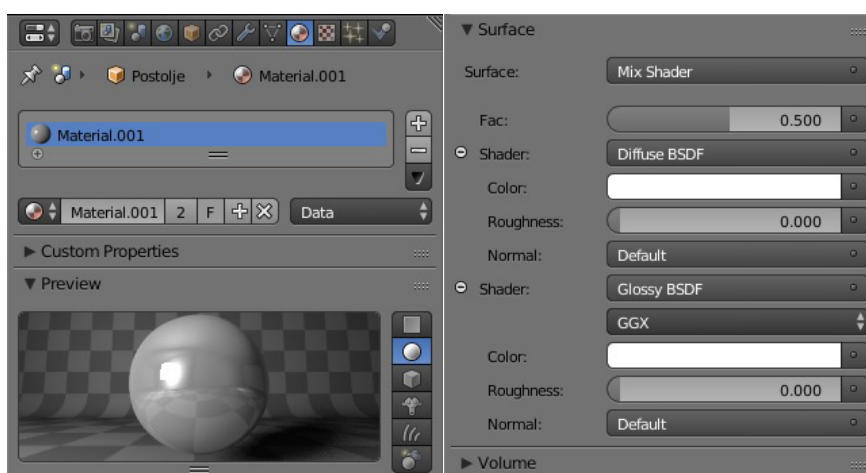 Postolje Material.001
Material.001
Material.001 2 F Data
Custom Properties
Preview
Surface
Surface: Mix Shader
Fac: 0.500
Shader: Diffuse BSDF
Color:
Roughness: 0.000
Normal: Default
Shader: Glossy BSDF
GGX
Color:
Roughness: 0.000
Normal: Default
Volume